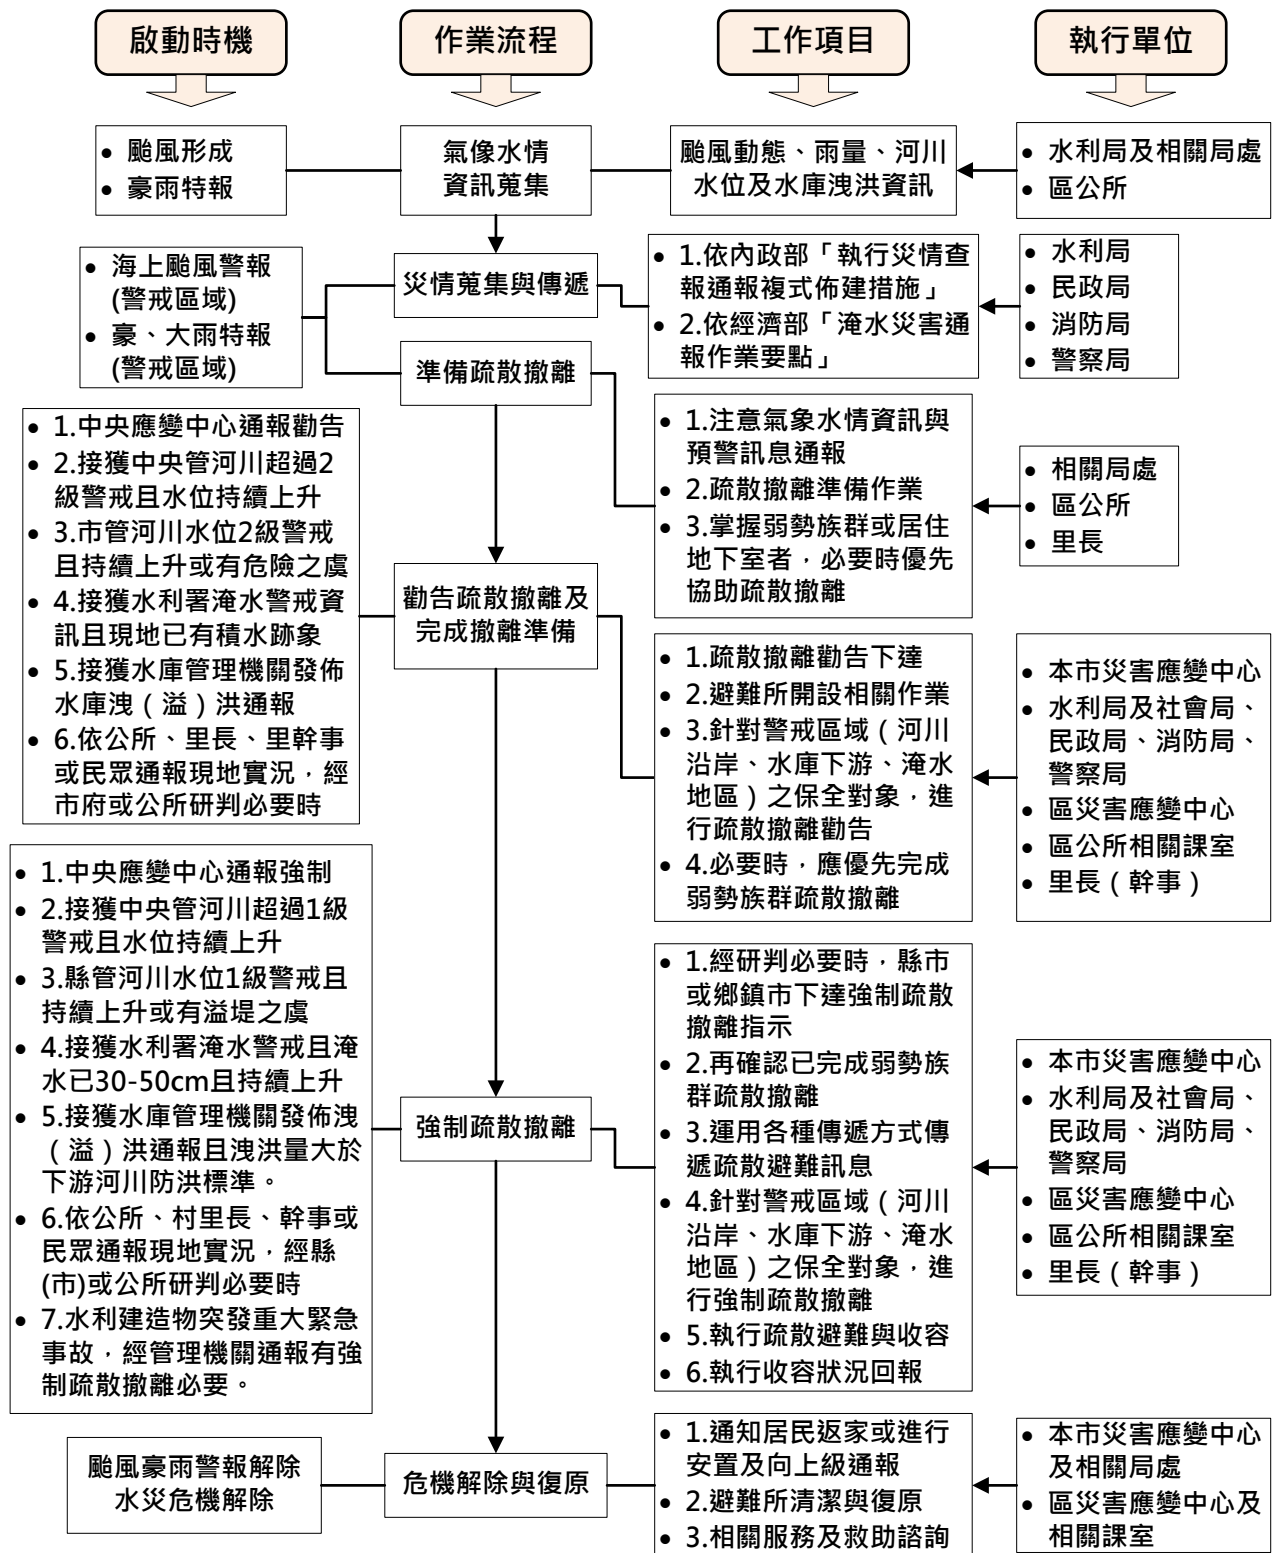 啟動時機
作業流程
工作項目
執行單位
• 颱風形成
• 豪雨特報
氣像水情
資訊蒐集
颱風動態、雨量、河川
水位及水庫洩洪資訊
• 水利局及相關局處
• 區公所
• 海上颱風警報
(警戒區域)
• 豪、大雨特報
(警戒區域)
災情蒐集與傳遞
• 1.依內政部「執行災情查
報通報複式佈建措施」
• 2.依經濟部「淹水災害通
報作業要點」
• 水利局
• 民政局
• 消防局
• 警察局
準備疏散撤離
• 1.注意氣象水情資訊與
預警訊息通報
• 2.疏散撤離準備作業
• 3.掌握弱勢族群或居住
地下室者，必要時優先
協助疏散撤離
• 相關局處
• 區公所
• 里長
• 1.中央應變中心通報勸告
• 2.接獲中央管河川超過2
級警戒且水位持續上升
• 3.市管河川水位2級警戒
且持續上升或有危險之虞
• 4.接獲水利署淹水警戒資
訊且現地已有積水跡象
• 5.接獲水庫管理機關發佈
水庫洩（溢）洪通報
• 6.依公所、里長、里幹事
或民眾通報現地實況，經
市府或公所研判必要時
勸告疏散撤離及
完成撤離準備
• 1.疏散撤離勸告下達
• 2.避難所開設相關作業
• 3.針對警戒區域（河川
沿岸、水庫下游、淹水
地區）之保全對象，進
行疏散撤離勸告
• 4.必要時，應優先完成
弱勢族群疏散撤離
• 本市災害應變中心
• 水利局及社會局、
民政局、消防局、
警察局
• 區災害應變中心
• 區公所相關課室
• 里長（幹事）
• 1.中央應變中心通報強制
• 2.接獲中央管河川超過1級
警戒且水位持續上升
• 3.縣管河川水位1級警戒且
持續上升或有溢堤之虞
• 4.接獲水利署淹水警戒且淹
水已30-50cm且持續上升
• 5.接獲水庫管理機關發佈洩
（溢）洪通報且洩洪量大於
下游河川防洪標準。
• 6.依公所、村里長、幹事或
民眾通報現地實況，經縣
(市)或公所研判必要時
• 7.水利建造物突發重大緊急
事故，經管理機關通報有強
制疏散撤離必要。
強制疏散撤離
• 1.經研判必要時，縣市
或鄉鎮市下達強制疏散
撤離指示
• 2.再確認已完成弱勢族
群疏散撤離
• 3.運用各種傳遞方式傳
遞疏散避難訊息
• 4.針對警戒區域（河川
沿岸、水庫下游、淹水
地區）之保全對象，進
行強制疏散撤離
• 5.執行疏散避難與收容
• 6.執行收容狀況回報
• 本市災害應變中心
• 水利局及社會局、
民政局、消防局、
警察局
• 區災害應變中心
• 區公所相關課室
• 里長（幹事）
颱風豪雨警報解除
水災危機解除
危機解除與復原
• 1.通知居民返家或進行
安置及向上級通報
• 2.避難所清潔與復原
• 3.相關服務及救助諮詢
• 本市災害應變中心
及相關局處
• 區災害應變中心及
相關課室